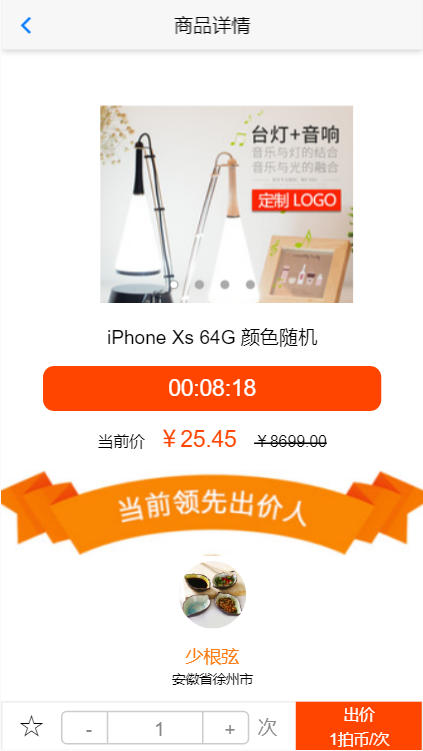 商品详情
台灯+音响
音乐与灯的结合
音乐与光的融合
定制 LOGO
iPhone Xs 64G 颜色随机
00:08:18
当前价 ￥25.45 ￥8699.00
当前领先出价人
少根弦
安徽省徐州市
- 1 + 次
出价
1拍币/次